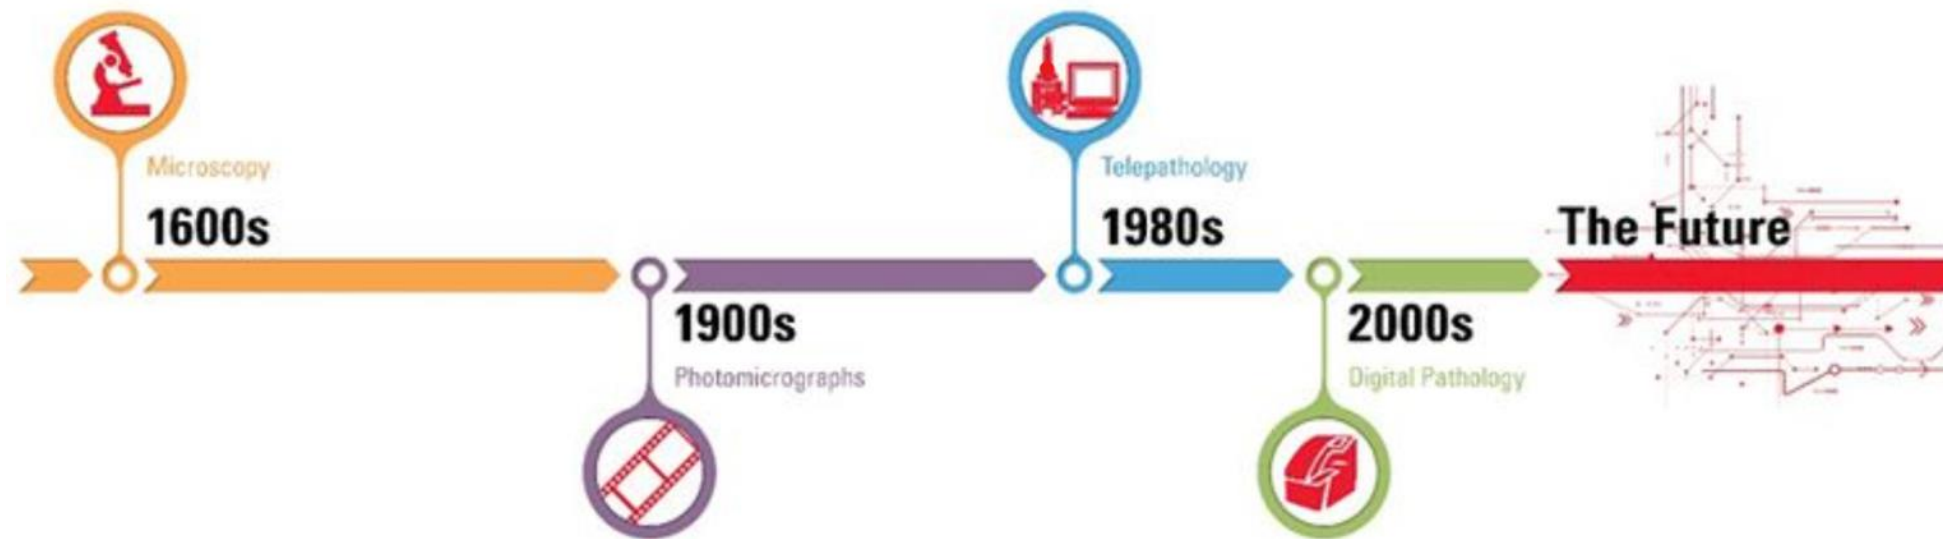 Microscopy
1600s
1900s
Photomicrographs
Telepathology
1980s
2000s
Digital Pathology
The Future